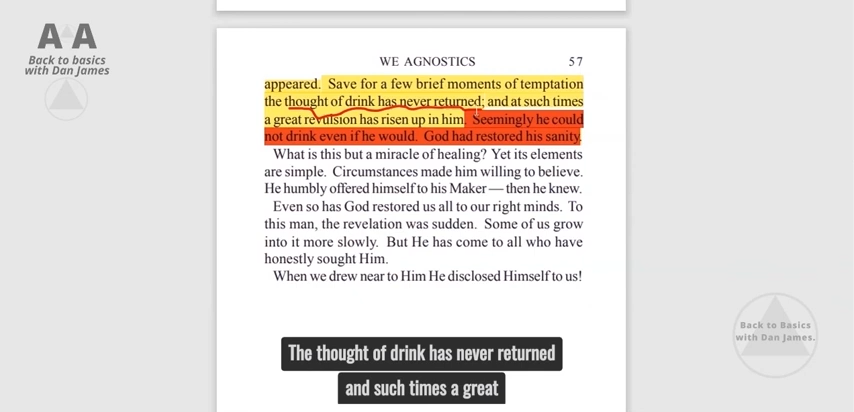 A A
Back to basics
with Dan James
WE AGNOSTICS 57
appeared. Save for a few brief moments of temptation
the thought of drink has never returned; and at such times
a great revulsion has risen up in him. Seemingly he could
not drink even if he would. God had restored his sanity.
What is this but a miracle of healing? Yet its elements
are simple. Circumstances made him willing to believe.
He humbly offered himself to his Maker — then he knew.
Even so has God restored us all to our right minds. To
this man, the revelation was sudden. Some of us grow
into it more slowly. But He has come to all who have
honestly sought Him.
When we drew near to Him He disclosed Himself to us!
Back to Basics
with Dan James.
The thought of drink has never returned
and such times a great